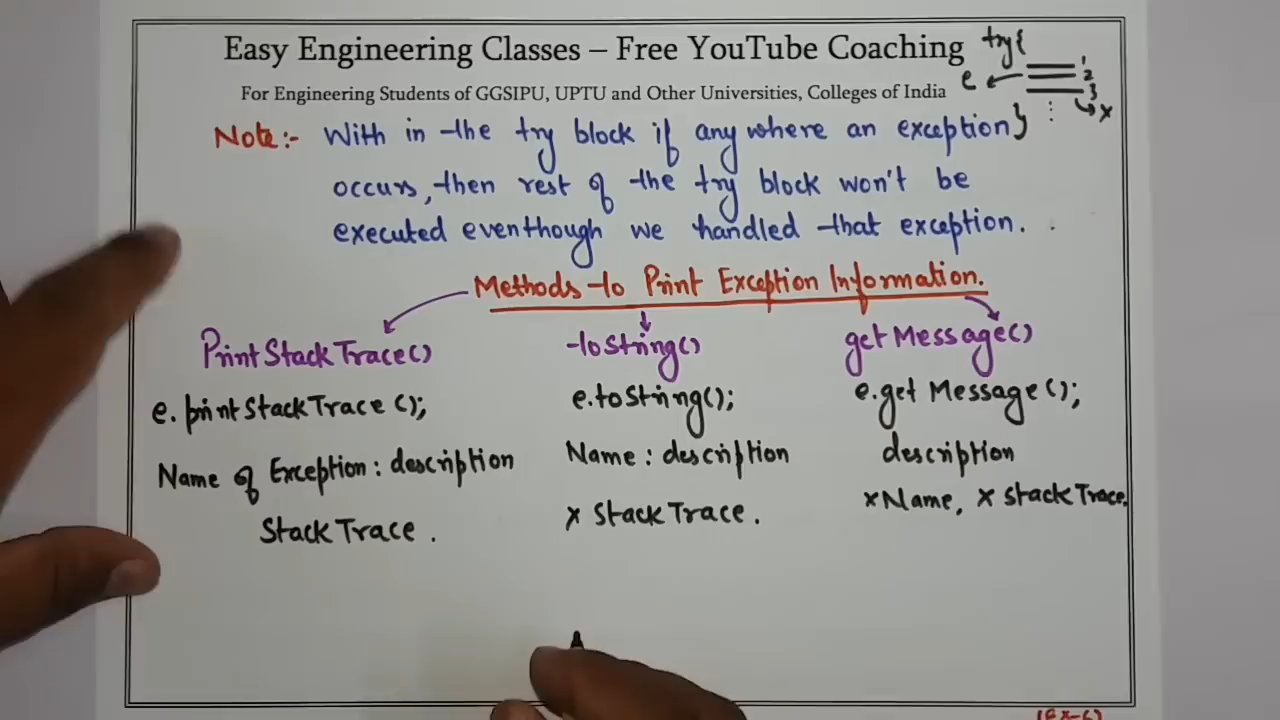 Easy Engineering Classes – Free YouTube Coaching
For Engineering Students of GGSIPU, UPTU and Other Universities, Colleges of India
try{
1
2
3
e
x
}
Note:- With in the try block if any where an exception
occurs, then rest of the try block won't be
executed eventhough we handled that exception.
Methods to Print Exception Information.
PrintStackTrace()
toString()
getMessage()
e.printStackTrace();
e.toString();
e.getMessage();
Name of Exception: description
Name: description
description
StackTrace.
x StackTrace.
x Name, x StackTrace.